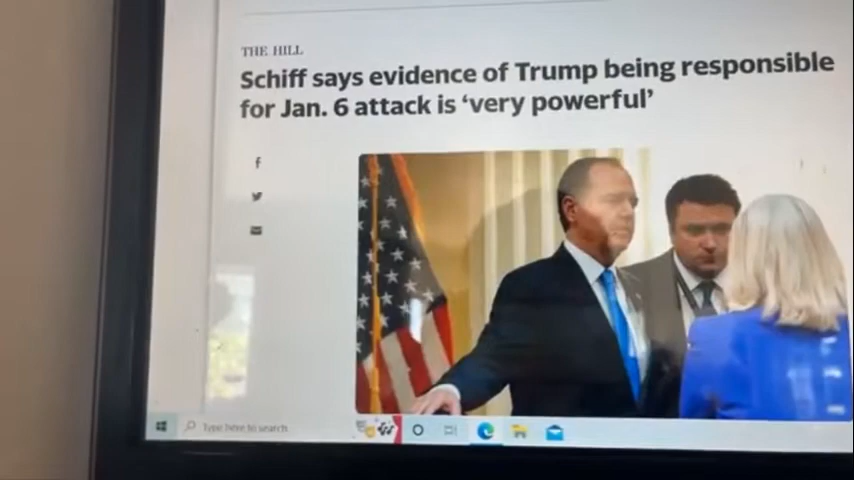 THE HILL
Schiff says evidence of Trump being responsible
for Jan. 6 attack is ‘very powerful’
Type here to search